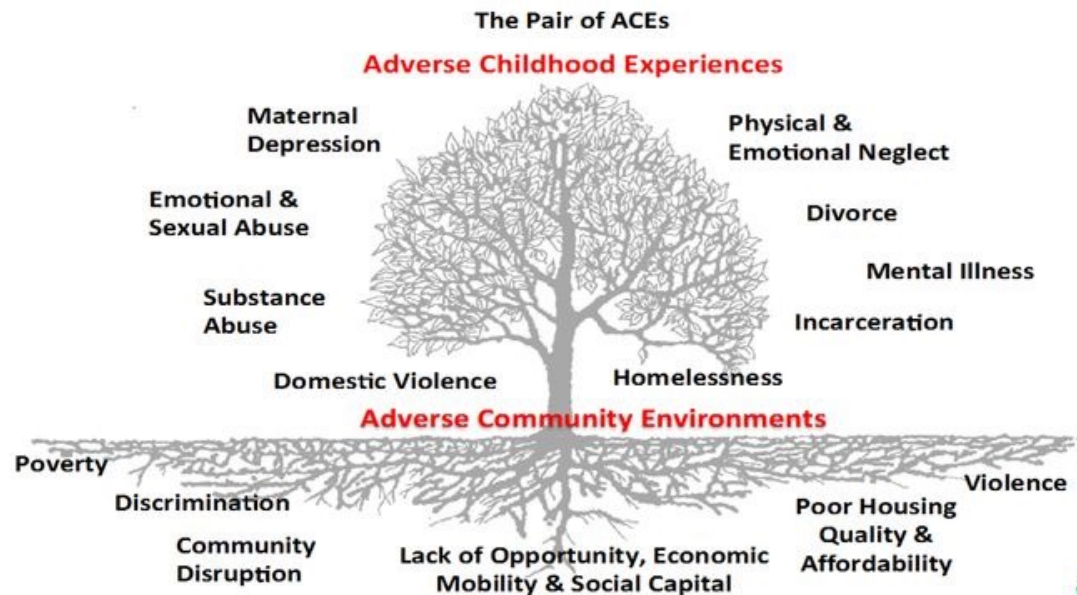 The Pair of ACEs
Adverse Childhood Experiences
Maternal
Depression
Physical &
Emotional Neglect
Emotional &
Sexual Abuse
Divorce
Mental Illness
Substance
Abuse
Incarceration
Domestic Violence
Homelessness
Adverse Community Environments
Poverty
Violence
Discrimination
Poor Housing
Quality &
Affordability
Community
Disruption
Lack of Opportunity, Economic
Mobility & Social Capital